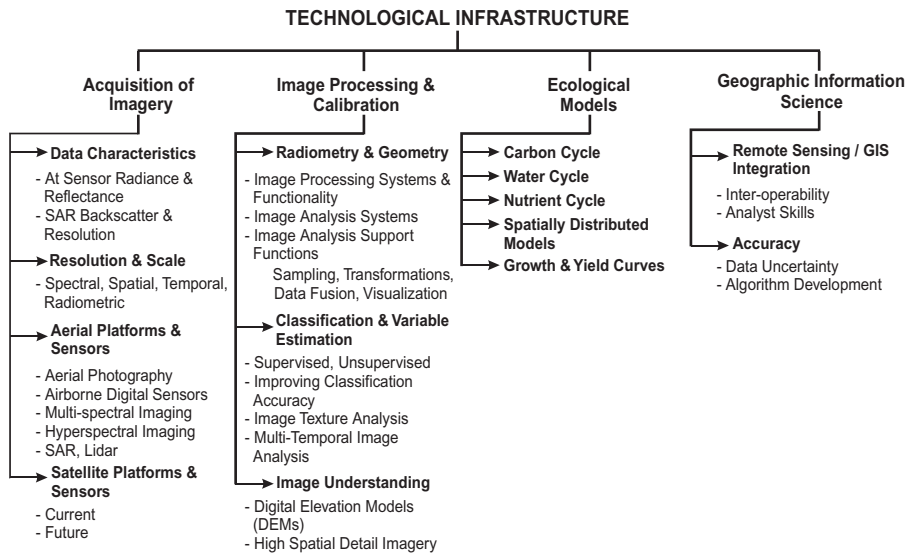 TECHNOLOGICAL INFRASTRUCTURE
Acquisition of
Imagery
Data Characteristics
- At Sensor Radiance &
Reflectance
- SAR Backscatter &
Resolution
Resolution & Scale
- Spectral, Spatial, Temporal,
Radiometric
Aerial Platforms &
Sensors
- Aerial Photography
- Airborne Digital Sensors
- Multi-spectral Imaging
- Hyperspectral Imaging
- SAR, Lidar
Satellite Platforms &
Sensors
- Current
- Future
Image Processing &
Calibration
Radiometry & Geometry
- Image Processing Systems &
Functionality
- Image Analysis Systems
- Image Analysis Support
Functions
Sampling, Transformations,
Data Fusion, Visualization
Classification & Variable
Estimation
- Supervised, Unsupervised
- Improving Classification
Accuracy
- Image Texture Analysis
- Multi-Temporal Image
Analysis
Image Understanding
- Digital Elevation Models
(DEMs)
- High Spatial Detail Imagery
Ecological
Models
Carbon Cycle
Water Cycle
Nutrient Cycle
Spatially Distributed
Models
Growth & Yield Curves
Geographic Information
Science
Remote Sensing / GIS
Integration
- Inter-operability
- Analyst Skills
Accuracy
- Data Uncertainty
- Algorithm Development